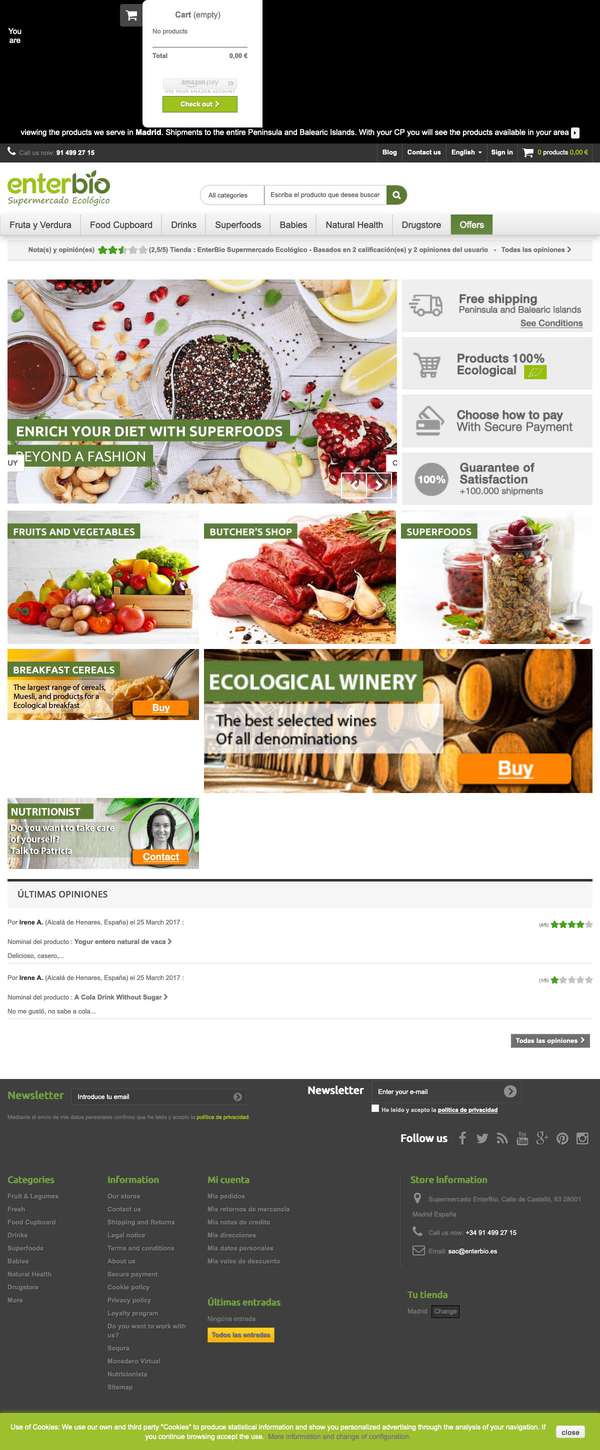 You
are
Cart (empty)
No products
Total 0,00 €
amazon pay
USE YOUR AMAZON ACCOUNT
Check out
viewing the products we serve in Madrid. Shipments to the entire Peninsula and Balearic Islands. With your CP you will see the products available in your area
Call us now: 91 499 27 15
Blog Contact us English Sign in 0 products 0,00 €
enterbio
Supermercado Ecológico
All categories Escriba el producto que desea buscar
Fruta y Verdura Food Cupboard Drinks Superfoods Babies Natural Health Drugstore Offers
Nota(s) y opinión(es) (2,5/5) Tienda : EnterBio Supermercado Ecológico - Basados en 2 calificación(es) y 2 opiniones del usuario - Todas las opiniones
ENRICH YOUR DIET WITH SUPERFOODS
BEYOND A FASHION
UY
Free shipping
Peninsula and Balearic Islands
See Conditions
Products 100%
Ecological
Choose how to pay
With Secure Payment
100%
Guarantee of
Satisfaction
+100.000 shipments
FRUITS AND VEGETABLES
BUTCHER'S SHOP
SUPERFOODS
BREAKFAST CEREALS
The largest range of cereals,
Muesli, and products for a
Ecological breakfast
Buy
ECOLOGICAL WINERY
The best selected wines
Of all denominations
Buy
NUTRITIONIST
Do you want to take care
of yourself?
Talk to Patricia
Contact
ÚLTIMAS OPINIONES
Por Irene A. (Alcalá de Henares, España) el 25 March 2017 :
(4/5)
Nominal del producto : Yogur entero natural de vaca
Delicioso, casero,...
Por Irene A. (Alcalá de Henares, España) el 25 March 2017 :
(1/5)
Nominal del producto : A Cola Drink Without Sugar
No me gustó, no sabe a cola...
Todas las opiniones
Newsletter Introduce tu email
Mediante el envío de mis datos personales confirmo que he leído y acepto la política de privacidad
Newsletter Enter your e-mail
He leído y acepto la política de privacidad
Follow us
Categories
Fruit & Legumes
Fresh
Food Cupboard
Drinks
Superfoods
Babies
Natural Health
Drugstore
More
Information
Our stores
Contact us
Shipping and Returns
Legal notice
Terms and conditions
About us
Secure payment
Cookie policy
Privacy policy
Loyalty program
Do you want to work with
us?
Sequra
Monedero Virtual
Nutricionista
Sitemap
Mi cuenta
Mis pedidos
Mis retornos de mercancía
Mis notas de credito
Mis direcciones
Mis datos personales
Mis vales de descuento
Últimas entradas
Ninguna entrada
Todos las entradas
Store Information
Supermercado EnterBio, Calle de Castelló, 83 28001
Madrid España
Call us now: +34 91 499 27 15
Email: sac@enterbio.es
Tu tienda
Madrid Change
Use of Cookies: We use our own and third party "Cookies" to produce statistical information and show you personalized advertising through the analysis of your navigation. If
you continue browsing accept the use. More information and change of configuration.
close